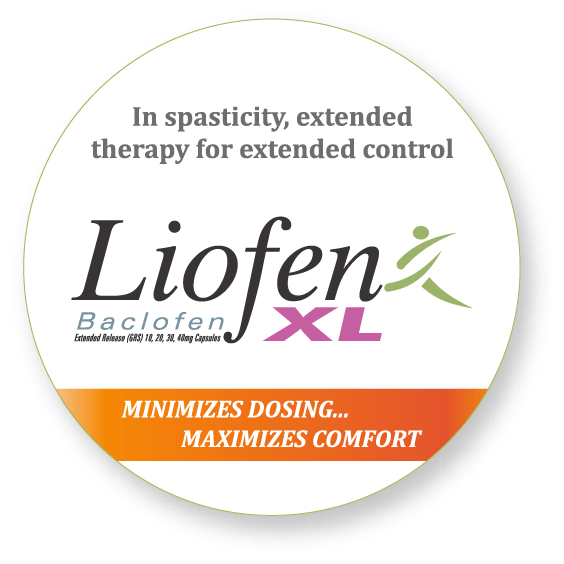 In spasticity, extended
therapy for extended control
Liofen
Baclofen XL
Extended Release (GRS) 10, 20, 30, 40mg Capsules
MINIMIZES DOSING...
MAXIMIZES COMFORT